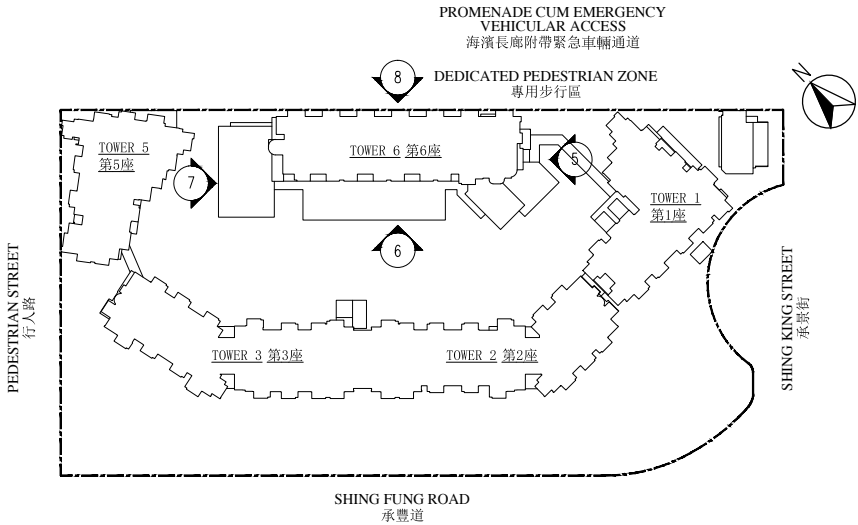 PROMENADE CUM EMERGENCY
VEHICULAR ACCESS
海濱長廊附帶緊急車輛通道
8
DEDICATED PEDESTRIAN ZONE
專用步行區
N
TOWER 5
第5座
TOWER 6 第6座
5
7
TOWER 1
第1座
6
PEDESTRIAN STREET
行人路
SHING KING STREET
承景街
TOWER 3 第3座
TOWER 2 第2座
SHING FUNG ROAD
承豐道